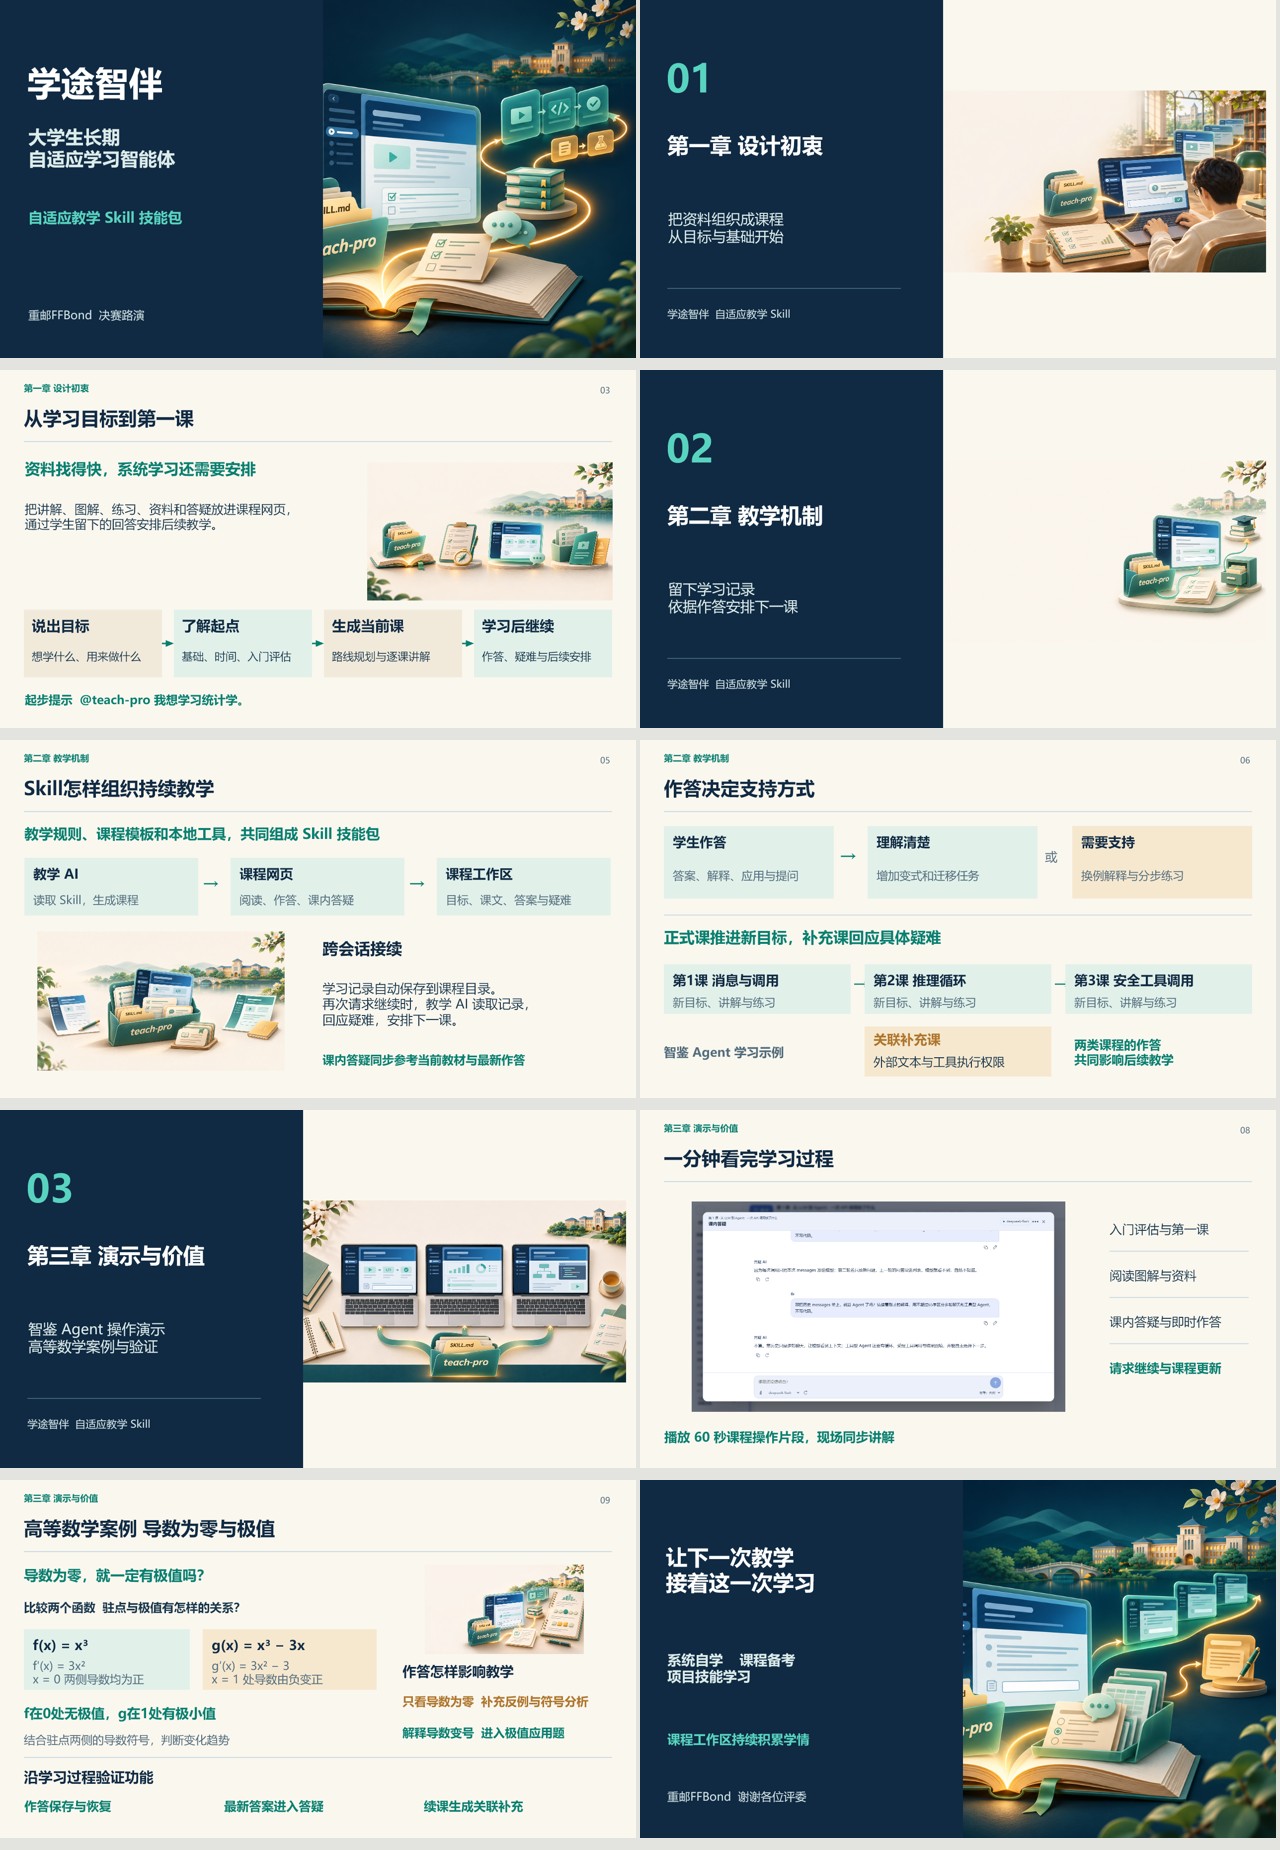 学途智伴
大学生长期
自适应学习智能体
自适应教学 Skill 技能包
重邮FFBond 决赛路演
SKILL.md
teach-pro
01
第一章 设计初衷
把资料组织成课程
从目标与基础开始
学途智伴 自适应教学 Skill
SKILL.md
teach-pro
第一章 设计初衷
03
从学习目标到第一课
资料找得快，系统学习还需要安排
把讲解、图解、练习、资料和答疑放进课程网页，
通过学生留下的回答安排后续教学。
teach-pro
说出目标
想学什么、用来做什么
了解起点
基础、时间、入门评估
生成当前课
路线规划与逐课讲解
学习后继续
作答、疑难与后续安排
起步提示 @teach-pro 我想学习统计学。
02
第二章 教学机制
留下学习记录
依据作答安排下一课
学途智伴 自适应教学 Skill
SKILL.md
teach-pro
第二章 教学机制
05
Skill怎样组织持续教学
教学规则、课程模板和本地工具，共同组成 Skill 技能包
教学 AI
读取 Skill，生成课程
→
课程网页
阅读、作答、课内答疑
→
课程工作区
目标、课文、答案与疑难
teach-pro
跨会话接续
学习记录自动保存到课程目录。
再次请求继续时，教学 AI 读取记录，
回应疑难，安排下一课。
课内答疑同步参考当前教材与最新作答
第二章 教学机制
06
作答决定支持方式
学生作答
答案、解释、应用与提问
→
理解清楚
增加变式和迁移任务
或
需要支持
换例解释与分步练习
正式课推进新目标，补充课回应具体疑难
第1课 消息与调用
新目标、讲解与练习
第2课 推理循环
新目标、讲解与练习
第3课 安全工具调用
新目标、讲解与练习
智鉴 Agent 学习示例
关联补充课
外部文本与工具执行权限
两类课程的作答
共同影响后续教学
03
第三章 演示与价值
智鉴 Agent 操作演示
高等数学案例与验证
学途智伴 自适应教学 Skill
SKILL.md
teach-pro
第三章 演示与价值
08
一分钟看完学习过程
课内答疑
入门评估与第一课
阅读图解与资料
课内答疑与即时作答
请求继续与课程更新
播放 60 秒课程操作片段，现场同步讲解
第三章 演示与价值
09
高等数学案例 导数为零与极值
导数为零，就一定有极值吗？
比较两个函数 驻点与极值有怎样的关系？
f(x) = x³
f′(x) = 3x²
x = 0 两侧导数均为正
g(x) = x³ − 3x
g′(x) = 3x² − 3
x = 1 处导数由负变正
f在0处无极值，g在1处有极小值
结合驻点两侧的导数符号，判断变化趋势
teach-pro
作答怎样影响教学
只看导数为零 补充反例与符号分析
解释导数变号 进入极值应用题
沿学习过程验证功能
作答保存与恢复
最新答案进入答疑
续课生成关联补充
让下一次教学
接着这一次学习
系统自学 课程备考
项目技能学习
课程工作区持续积累学情
重邮FFBond 谢谢各位评委